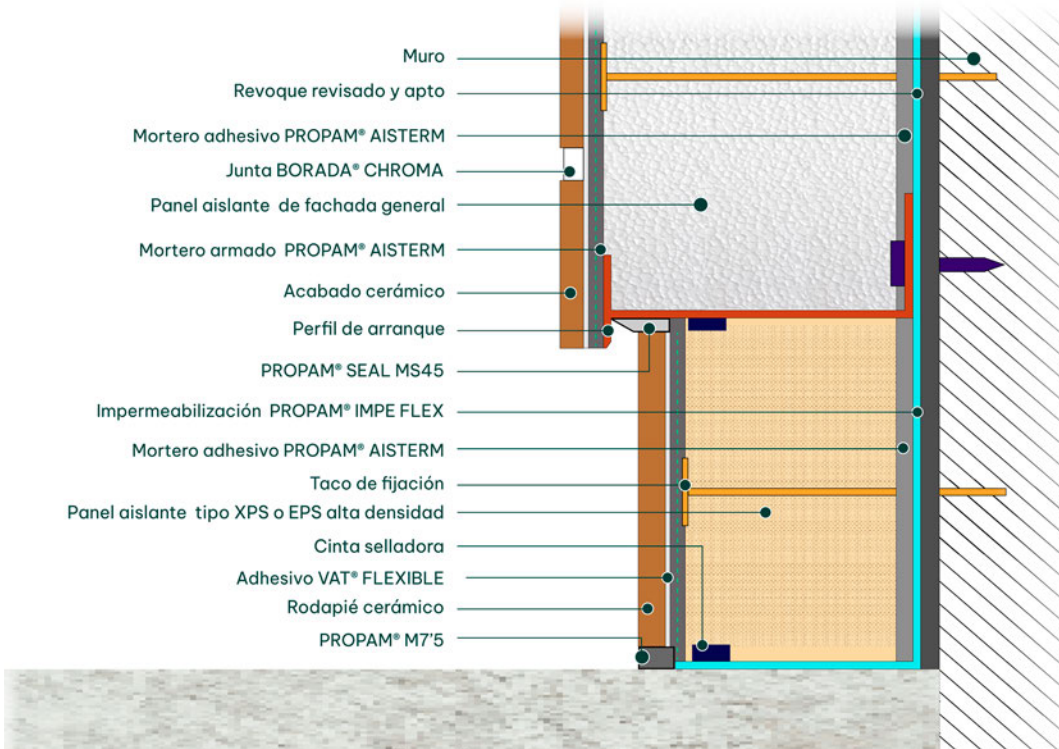 Muro
Revoque revisado y apto
Mortero adhesivo PROPAM® AISTERM
Junta BORADA® CHROMA
Panel aislante de fachada general
Mortero armado PROPAM® AISTERM
Acabado cerámico
Perfil de arranque
PROPAM® SEAL MS45
Impermeabilización PROPAM® IMPE FLEX
Mortero adhesivo PROPAM® AISTERM
Taco de fijación
Panel aislante tipo XPS o EPS alta densidad
Cinta selladora
Adhesivo VAT® FLEXIBLE
Rodapié cerámico
PROPAM® M7'5